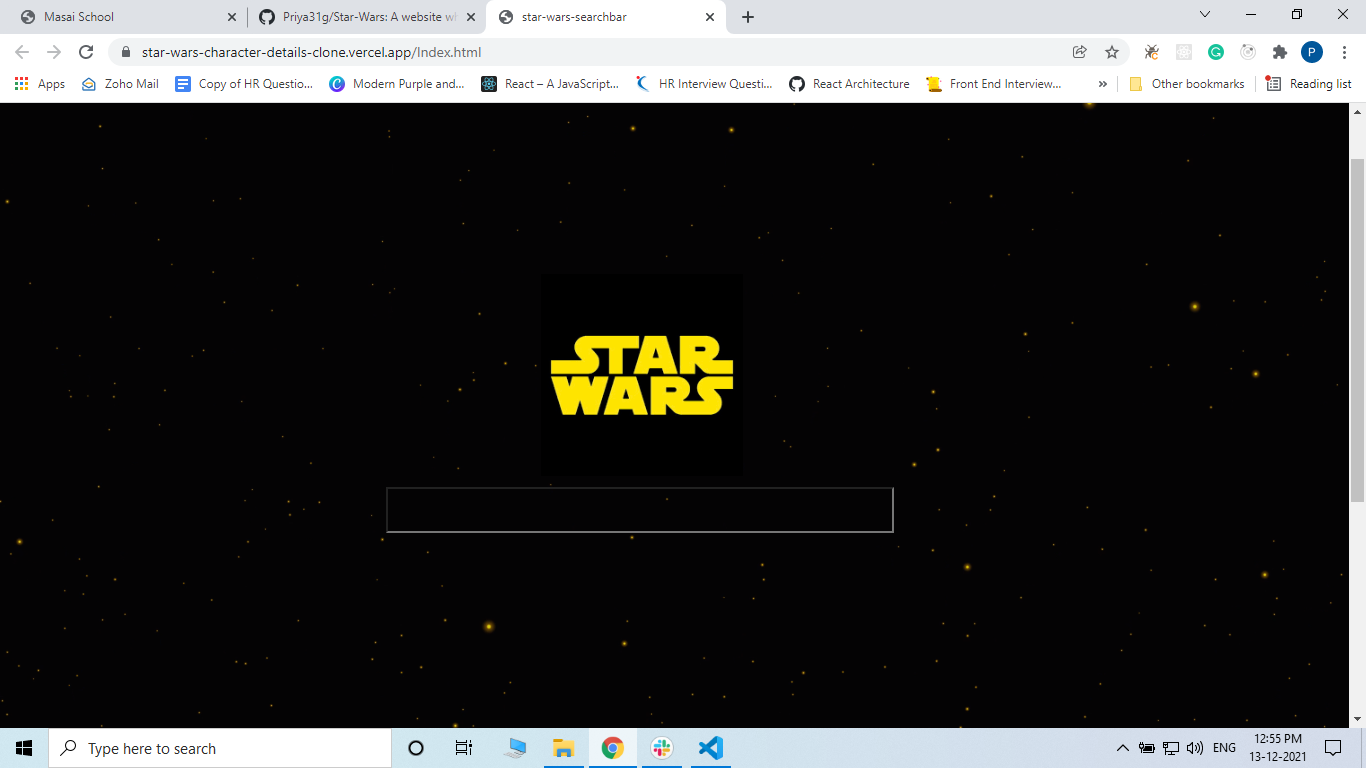 Masai School
Priya31g/Star-Wars: A website wh
star-wars-searchbar
star-wars-character-details-clone.vercel.app/Index.html
P
Apps
Zoho Mail
Copy of HR Questio...
Modern Purple and...
React – A JavaScript...
HR Interview Questi...
React Architecture
Front End Interview...
»
Other bookmarks
Reading list
STAR
WARS
Type here to search
ENG
12:55 PM
13-12-2021